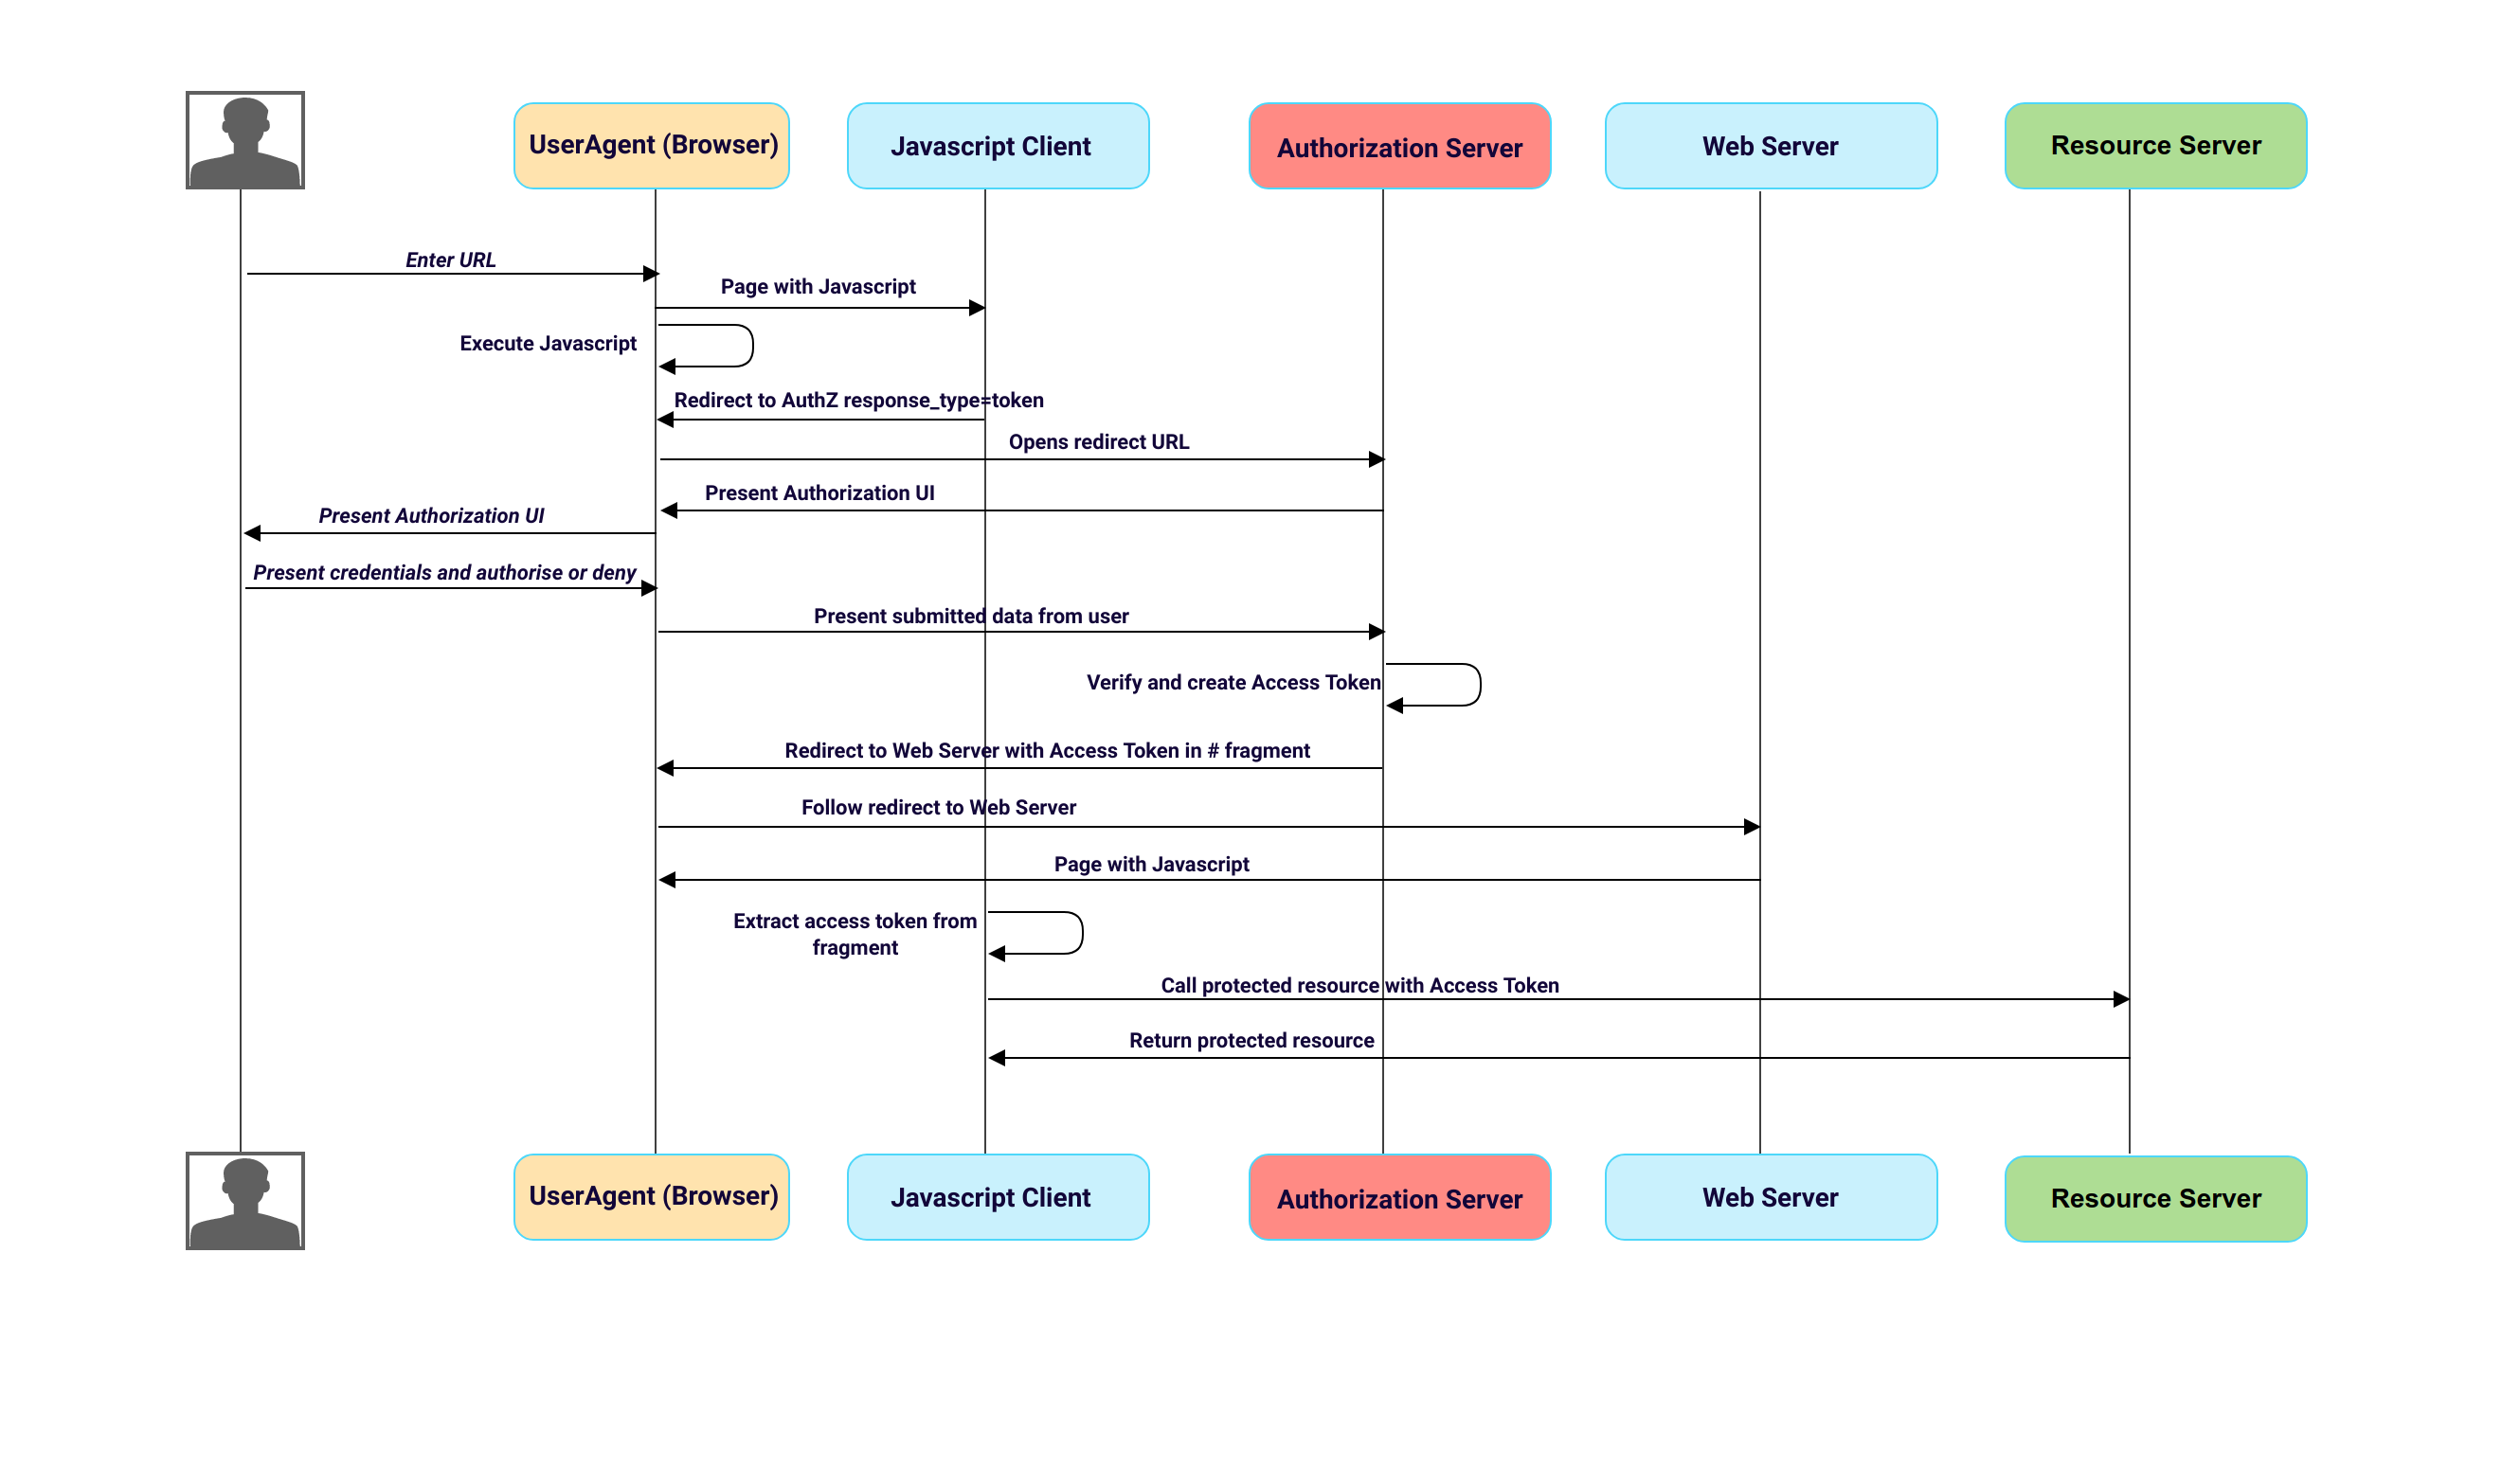 UserAgent (Browser)
Javascript Client
Authorization Server
Web Server
Resource Server
Enter URL
Page with Javascript
Execute Javascript
Redirect to AuthZ response_type=token
Opens redirect URL
Present Authorization UI
Present Authorization UI
Present credentials and authorise or deny
Present submitted data from user
Verify and create Access Token
Redirect to Web Server with Access Token in # fragment
Follow redirect to Web Server
Page with Javascript
Extract access token from
fragment
Call protected resource with Access Token
Return protected resource
UserAgent (Browser)
Javascript Client
Authorization Server
Web Server
Resource Server